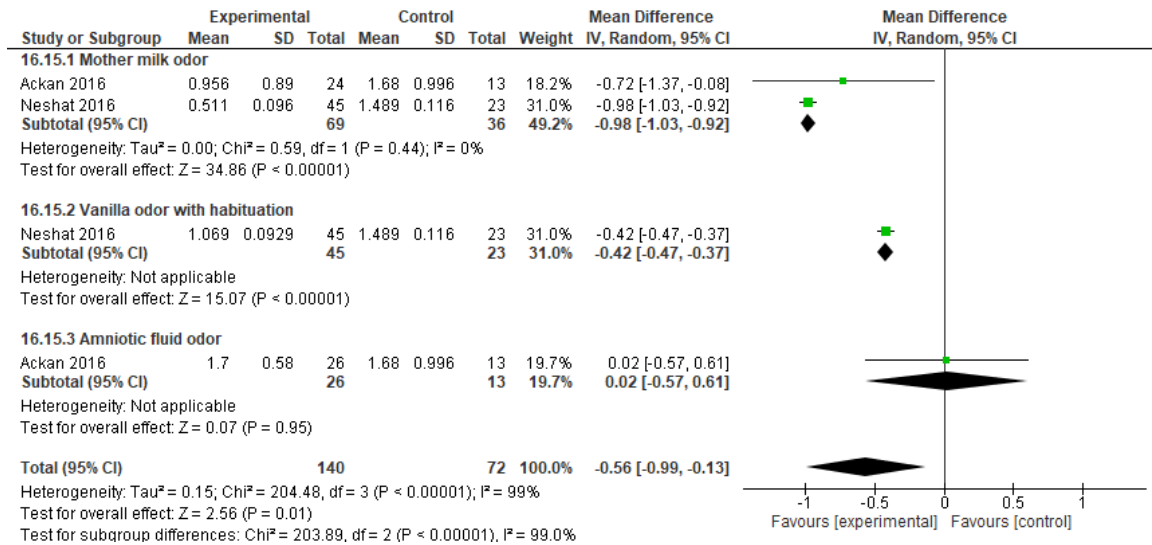 Experimental Control Mean Difference Mean Difference
Study or Subgroup Mean SD Total Mean SD Total Weight IV, Random, 95% CI IV, Random, 95% CI
16.15.1 Mother milk odor
Ackan 2016 0.956 0.89 24 1.68 0.996 13 18.2% -0.72 [-1.37, -0.08]
Neshat 2016 0.511 0.096 45 1.489 0.116 23 31.0% -0.98 [-1.03, -0.92]
Subtotal (95% CI) 69 36 49.2% -0.98 [-1.03, -0.92]
Heterogeneity: Tau² = 0.00; Chi² = 0.59, df = 1 (P = 0.44); I² = 0%
Test for overall effect: Z = 34.86 (P < 0.00001)
16.15.2 Vanilla odor with habituation
Neshat 2016 1.069 0.0929 45 1.489 0.116 23 31.0% -0.42 [-0.47, -0.37]
Subtotal (95% CI) 45 23 31.0% -0.42 [-0.47, -0.37]
Heterogeneity: Not applicable
Test for overall effect: Z = 15.07 (P < 0.00001)
16.15.3 Amniotic fluid odor
Ackan 2016 1.7 0.58 26 1.68 0.996 13 19.7% 0.02 [-0.57, 0.61]
Subtotal (95% CI) 26 13 19.7% 0.02 [-0.57, 0.61]
Heterogeneity: Not applicable
Test for overall effect: Z = 0.07 (P = 0.95)
Total (95% CI) 140 72 100.0% -0.56 [-0.99, -0.13]
Heterogeneity: Tau² = 0.15; Chi² = 204.48, df = 3 (P < 0.00001); I² = 99%
Test for overall effect: Z = 2.56 (P = 0.01)
Test for subgroup differences: Chi² = 203.89, df = 2 (P < 0.00001), I² = 99.0%
-1 -0.5 0 0.5 1
Favours [experimental] Favours [control]